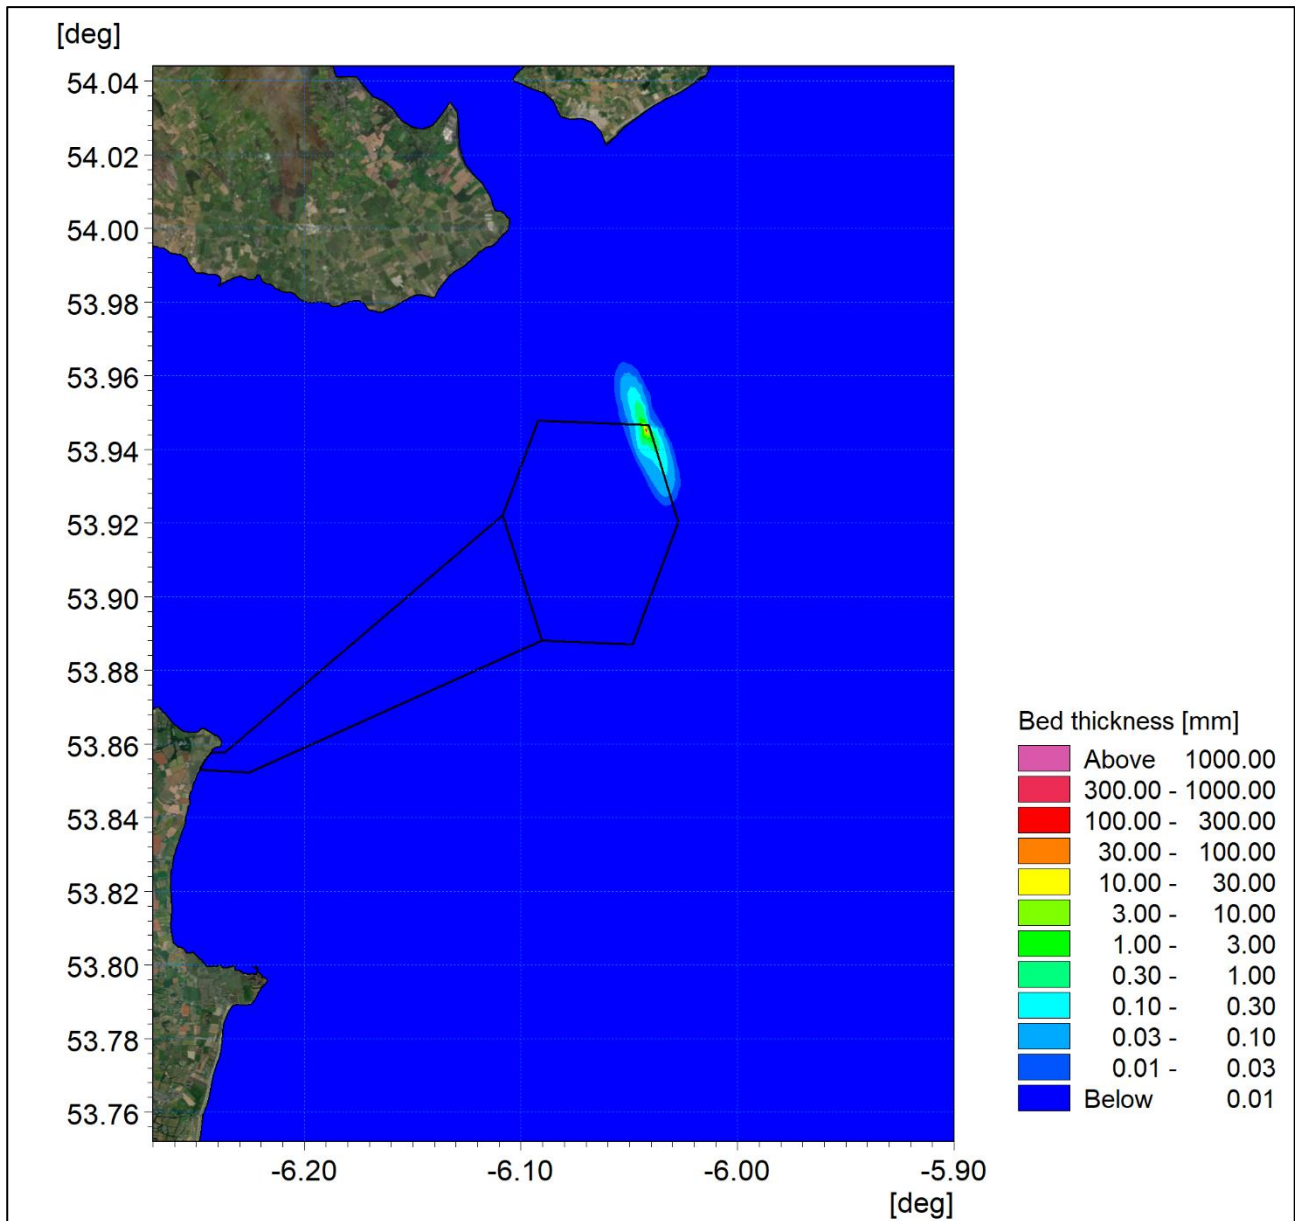 [deg]
54.04
54.02
54.00
53.98
53.96
53.94
53.92
53.90
53.88
53.86
53.84
53.82
53.80
53.78
53.76
-6.20 -6.10 -6.00 -5.90
[deg]
Bed thickness [mm]
Above 1000.00
300.00 - 1000.00
100.00 - 300.00
30.00 - 100.00
10.00 - 30.00
3.00 - 10.00
1.00 - 3.00
0.30 - 1.00
0.10 - 0.30
0.03 - 0.10
0.01 - 0.03
Below 0.01